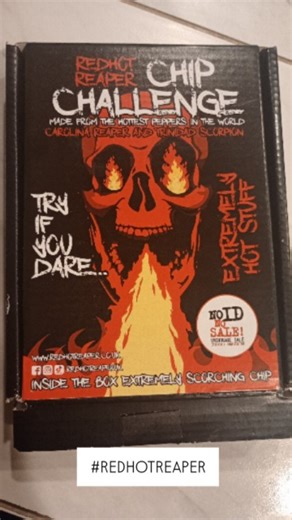 REDHOT
REAPER
CHIP
CHALLENGE
MADE FROM THE HOTTEST PEPPERS IN THE WORLD
CAROLINA REAPER AND TRINIDAD SCORPION
TRY
IF
YOU
DARE...
EXTREMELY
HOT STUFF
NO ID
NO
SALE!
WWW.REDHOTREAPER.CO.UK
INSIDE THE BOX EXTREMELY SCORCHING CHIP
#REDHOTREAPER